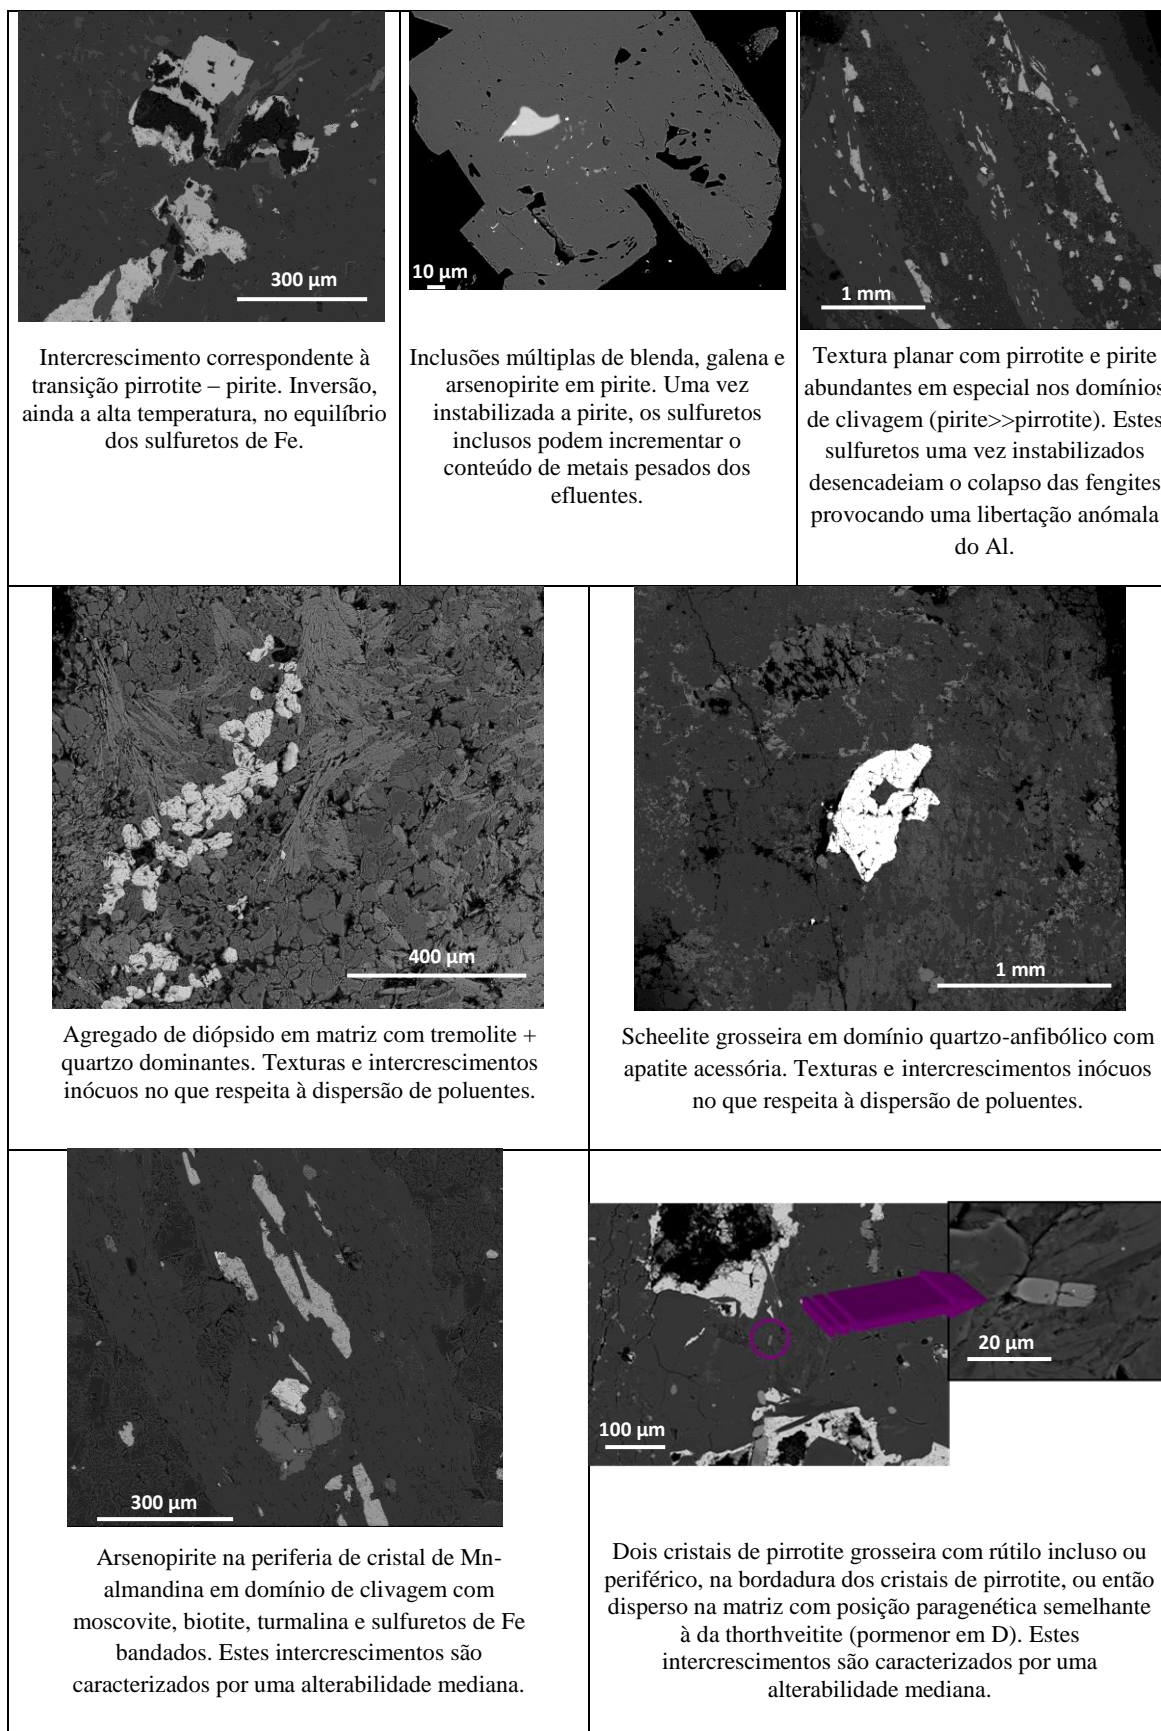 300 µm
Intercrescimento correspondente à
transição pirrotite – pirite. Inversão,
ainda a alta temperatura, no equilíbrio
dos sulfuretos de Fe.
10 µm
Inclusões múltiplas de blenda, galena e
arsenopirite em pirite. Uma vez
instabilizada a pirite, os sulfuretos
inclusos podem incrementar o
conteúdo de metais pesados dos
efluentes.
1 mm
Textura planar com pirrotite e pirite
abundantes em especial nos domínios
de clivagem (pirite>>pirrotite). Estes
sulfuretos uma vez instabilizados
desencadeiam o colapso das fengites
provocando uma libertação anómala
do Al.
400 µm
Agregado de diópsido em matriz com tremolite +
quartzo dominantes. Texturas e intercrescimentos
inócuos no que respeita à dispersão de poluentes.
1 mm
Scheelite grosseira em domínio quartzo-anfibólico com
apatite acessória. Texturas e intercrescimentos inócuos
no que respeita à dispersão de poluentes.
300 µm
Arsenopirite na periferia de cristal de Mn-
almandina em domínio de clivagem com
moscovite, biotite, turmalina e sulfuretos de Fe
bandados. Estes intercrescimentos são
caracterizados por uma alterabilidade mediana.
100 µm
20 µm
Dois cristais de pirrotite grosseira com rútilo incluso ou
periférico, na bordadura dos cristais de pirrotite, ou então
disperso na matriz com posição paragenética semelhante
à da thorthveitite (pormenor em D). Estes
intercrescimentos são caracterizados por uma
alterabilidade mediana.